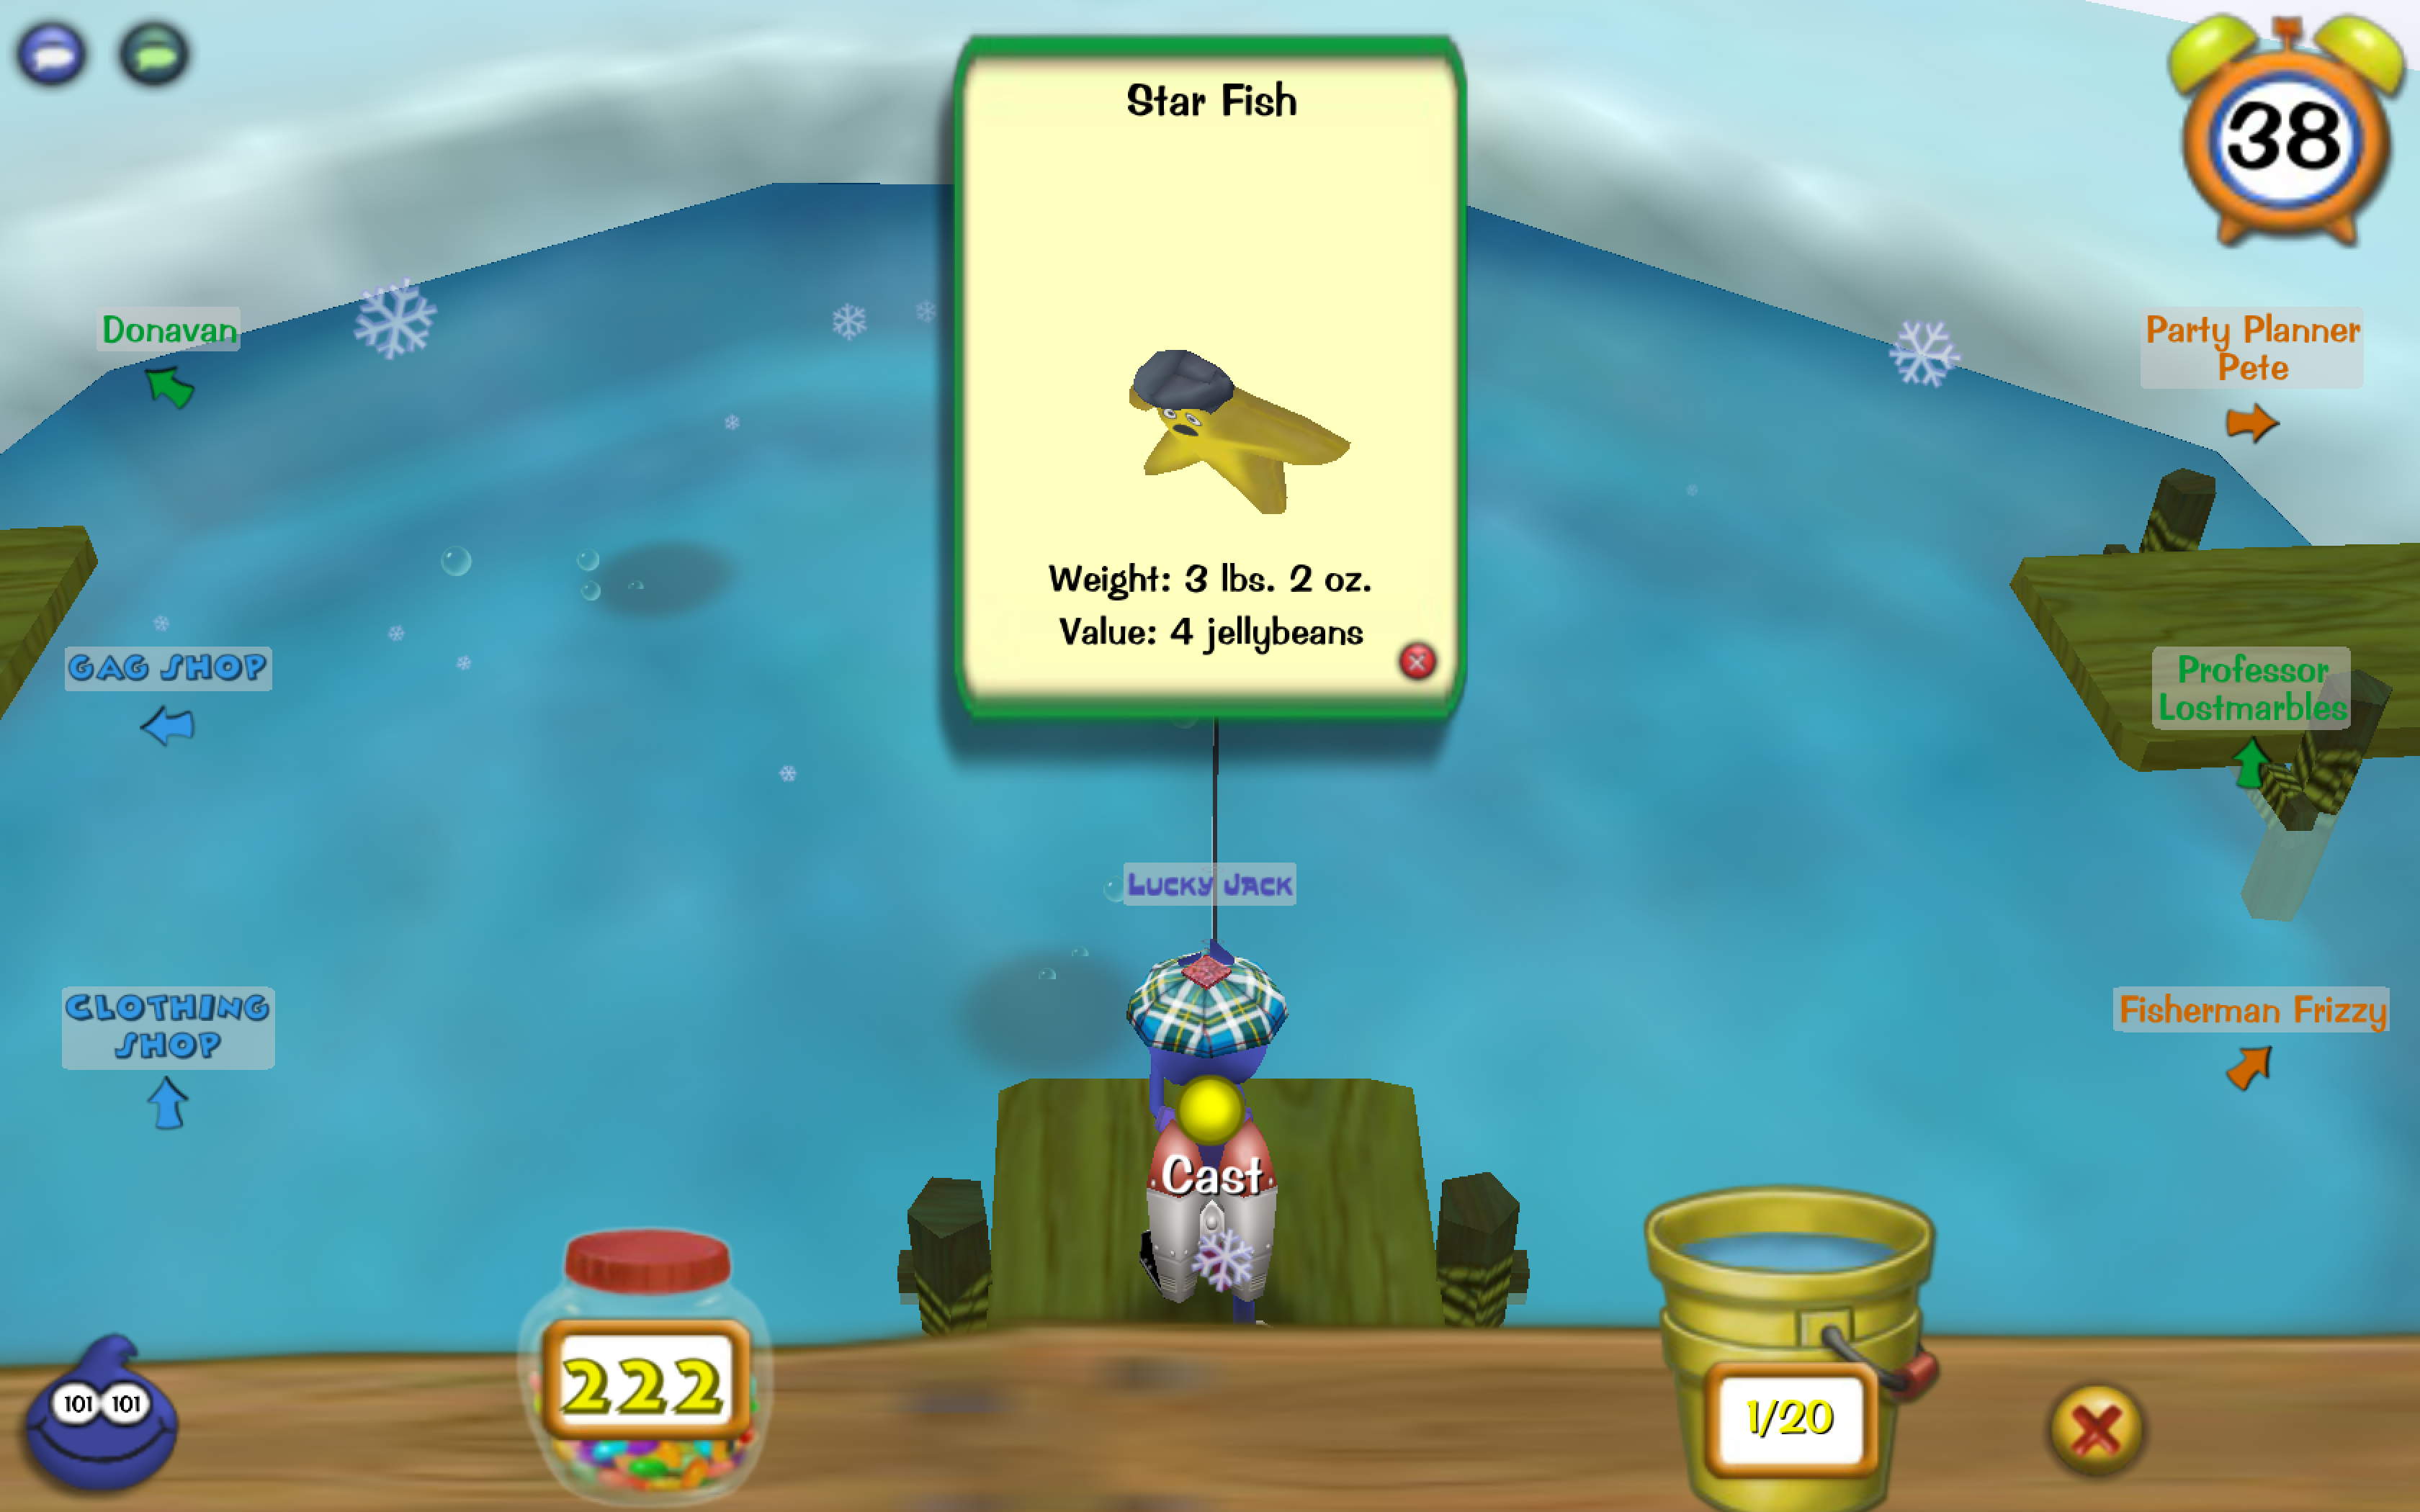 Star Fish
38
Donavan
Party Planner
Pete
Weight: 3 lbs. 2 oz.
Value: 4 jellybeans
GAG SHOP
Professor
Lostmarbles
LUCKY JACK
CLOTHING
SHOP
Fisherman Frizzy
Cast
101 101
222
1/20